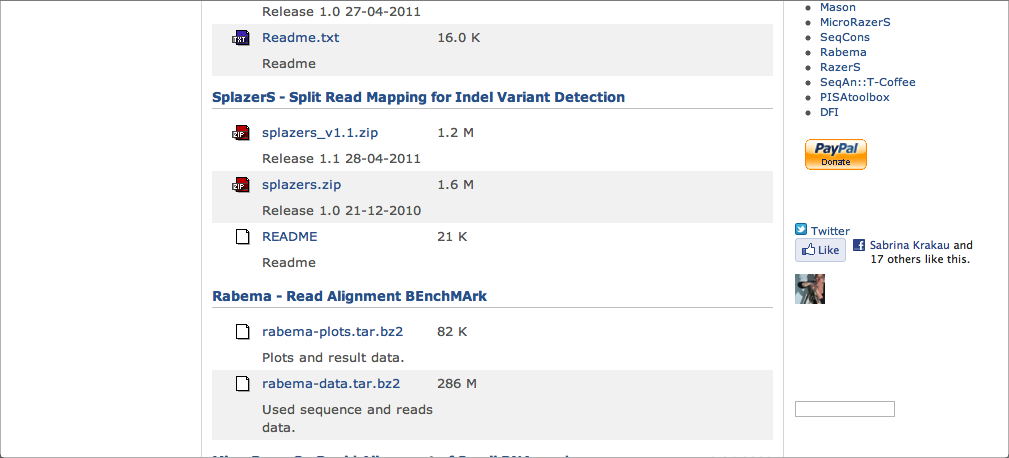 Release 1.0 27-04-2011
TXT
Readme.txt 16.0 K
Readme
SplazerS - Split Read Mapping for Indel Variant Detection
ZIP
splazers_v1.1.zip 1.2 M
Release 1.1 28-04-2011
ZIP
splazers.zip 1.6 M
Release 1.0 21-12-2010
README 21 K
Readme
Rabema - Read Alignment BEnchMArk
rabema-plots.tar.bz2 82 K
Plots and result data.
rabema-data.tar.bz2 286 M
Used sequence and reads
data.
Mason
MicroRazerS
SeqCons
Rabema
RazerS
SeqAn::T-Coffee
PISAtoolbox
DFI
PayPal
Donate
Twitter
Like
Sabrina Krakau and
17 others like this.